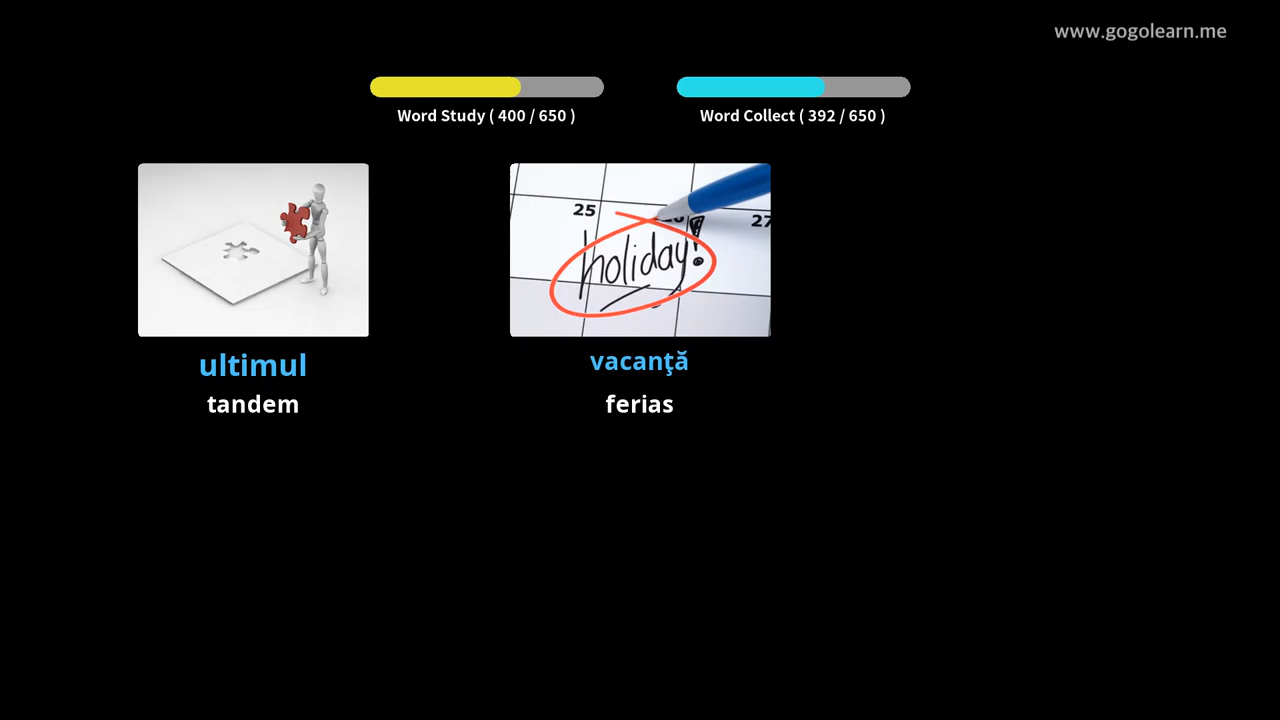 www.gogolearn.me
Word Study ( 400 / 650 )
Word Collect ( 392 / 650 )
25
27
holiday!
ultimul
vacanţă
tandem
ferias